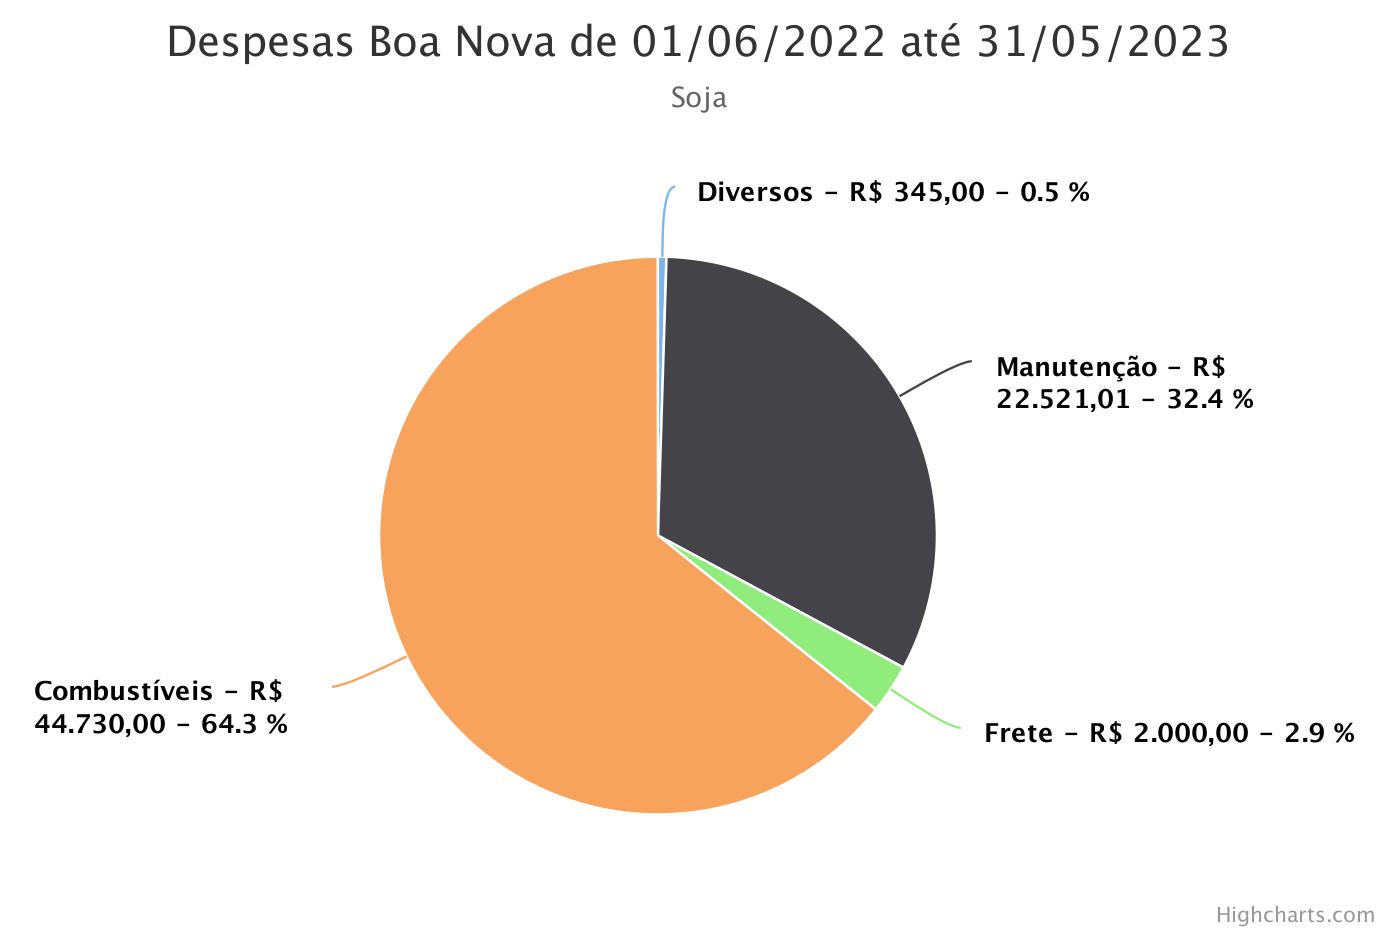 Despesas Boa Nova de 01/06/2022 até 31/05/2023
Soja
Diversos – R$ 345,00 – 0.5 %
Manutenção – R$
22.521,01 – 32.4 %
Combustíveis – R$
44.730,00 – 64.3 %
Frete – R$ 2.000,00 – 2.9 %
Highcharts.com